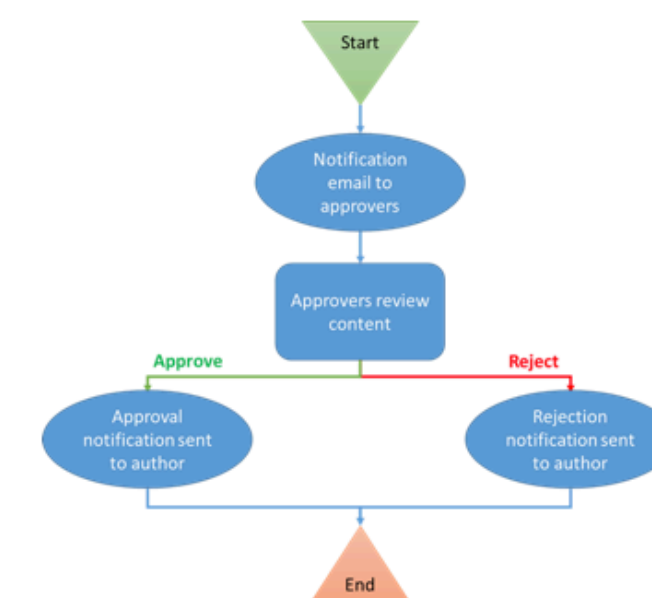 Start
Notification
email to
approvers
Approvers review
content
Approve
Reject
Approval
notification sent
to author
Rejection
notification sent
to author
End